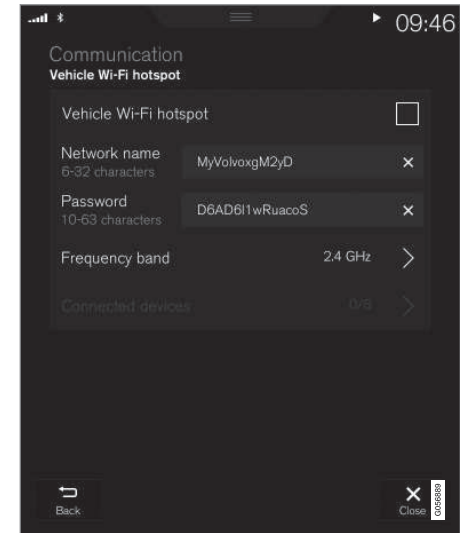 09:46
Communication
Vehicle Wi-Fi hotspot
Vehicle Wi-Fi hotspot
Network name
6-32 characters
MyVolvoxgM2yD
Password
10-63 characters
D6AD6l1wRuacoS
Frequency band 2.4 GHz
Connected devices 0/8
Back
Close
G056889